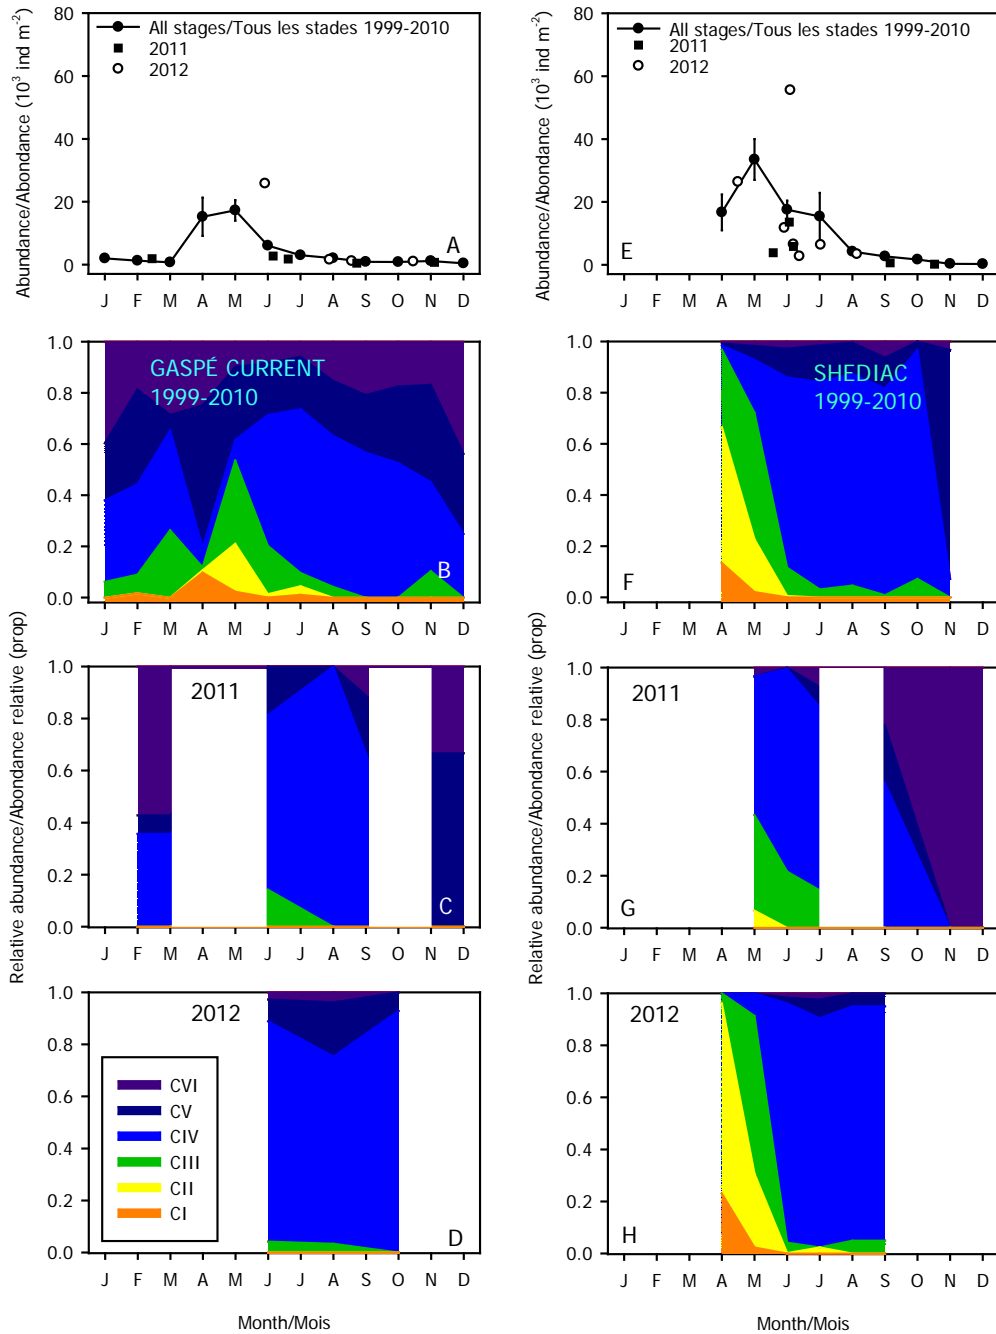 Abundance/Abondance (10³ ind m⁻²)
80
60
40
20
0
All stages/Tous les stades 1999-2010
2011
2012
A
J F M A M J J A S O N D
Abundance/Abondance (10³ ind m⁻²)
80
60
40
20
0
All stages/Tous les stades 1999-2010
2011
2012
E
J F M A M J J A S O N D
Relative abundance/Abondance relative (prop)
1.0
0.8
0.6
0.4
0.2
0.0
GASPÉ CURRENT
1999-2010
B
J F M A M J J A S O N D
Relative abundance/Abondance relative (prop)
1.0
0.8
0.6
0.4
0.2
0.0
SHEDIAC
1999-2010
F
J F M A M J J A S O N D
1.0
0.8
0.6
0.4
0.2
0.0
2011
C
J F M A M J J A S O N D
1.0
0.8
0.6
0.4
0.2
0.0
2011
G
J F M A M J J A S O N D
1.0
0.8
0.6
0.4
0.2
0.0
2012
CVI
CV
CIV
CIII
CII
CI
D
J F M A M J J A S O N D
Month/Mois
1.0
0.8
0.6
0.4
0.2
0.0
2012
H
J F M A M J J A S O N D
Month/Mois